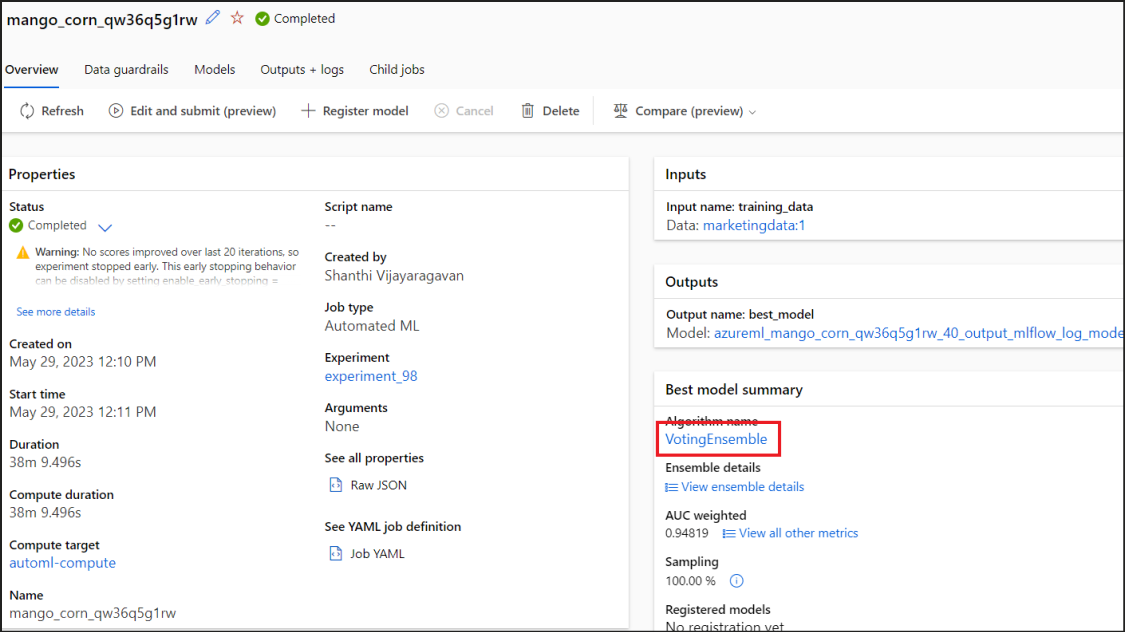 mango_corn_qw36q5g1rw Completed
Overview Data guardrails Models Outputs + logs Child jobs
Refresh Edit and submit (preview) Register model Cancel Delete Compare (preview)
Properties
Status
Completed
Warning: No scores improved over last 20 iterations, so
experiment stopped early. This early stopping behavior
can be disabled by setting enable_early_stopping =
See more details
Created on
May 29, 2023 12:10 PM
Start time
May 29, 2023 12:11 PM
Duration
38m 9.496s
Compute duration
38m 9.496s
Compute target
automl-compute
Name
mango_corn_qw36q5g1rw
Script name
--
Created by
Shanthi Vijayaragavan
Job type
Automated ML
Experiment
experiment_98
Arguments
None
See all properties
Raw JSON
See YAML job definition
Job YAML
Inputs
Input name: training_data
Data: marketingdata:1
Outputs
Output name: best_model
Model: azureml_mango_corn_qw36q5g1rw_40_output_mlflow_log_mode
Best model summary
Algorithm name
VotingEnsemble
Ensemble details
View ensemble details
AUC weighted
0.94819 View all other metrics
Sampling
100.00 %
Registered models
No registration yet